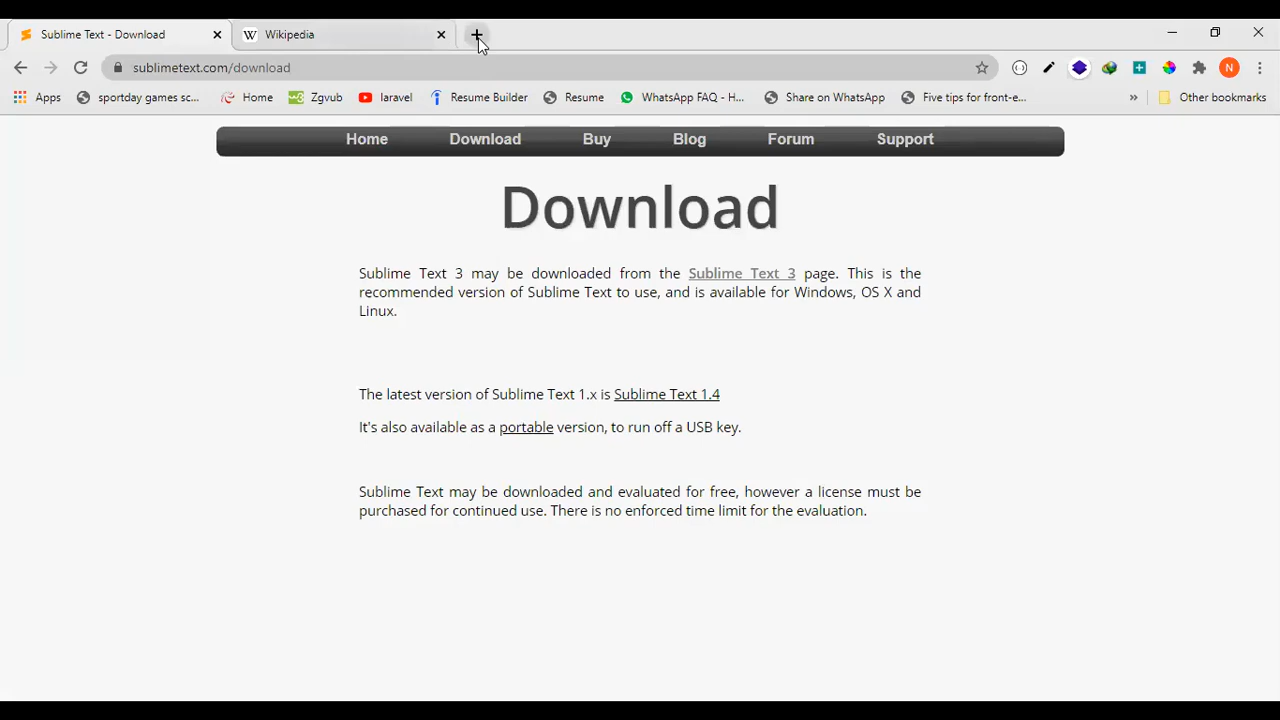 Sublime Text - Download
W Wikipedia
sublimetext.com/download
N
Apps
sportday games sc...
Home
Zgvub
laravel
Resume Builder
Resume
WhatsApp FAQ - H...
Share on WhatsApp
Five tips for front-e...
»
Other bookmarks
Home Download Buy Blog Forum Support
Download
Sublime Text 3 may be downloaded from the Sublime Text 3 page. This is the
recommended version of Sublime Text to use, and is available for Windows, OS X and
Linux.
The latest version of Sublime Text 1.x is Sublime Text 1.4
It's also available as a portable version, to run off a USB key.
Sublime Text may be downloaded and evaluated for free, however a license must be
purchased for continued use. There is no enforced time limit for the evaluation.